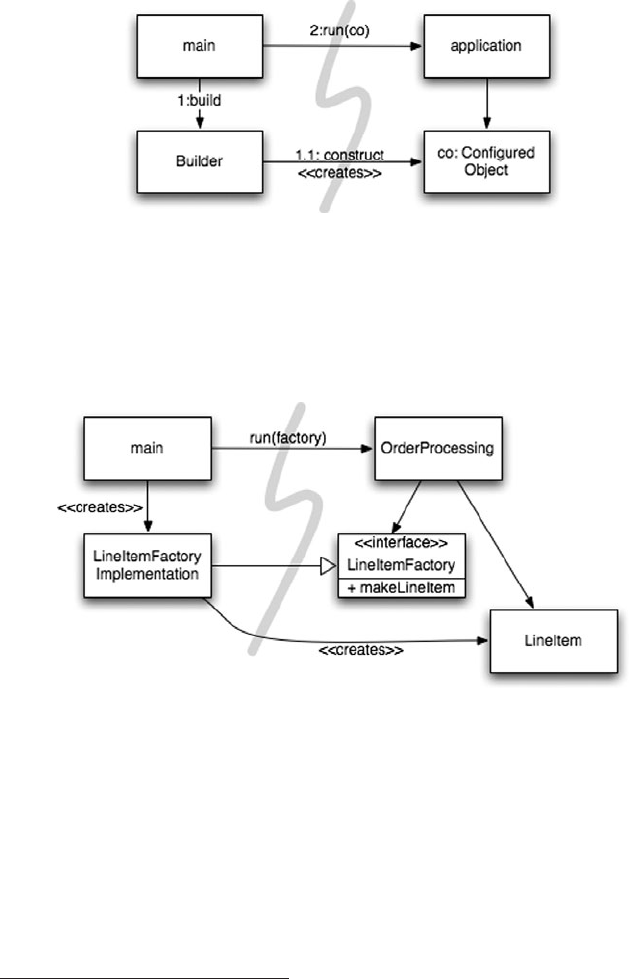 main
2:run(co)
application
1:build
Builder
1.1: construct
<<creates>>
co: Configured
Object
main
run(factory)
OrderProcessing
<<creates>>
LineItemFactory
Implementation
<<interface>>
LineItemFactory
+ makeLineItem
<<creates>>
LineItem